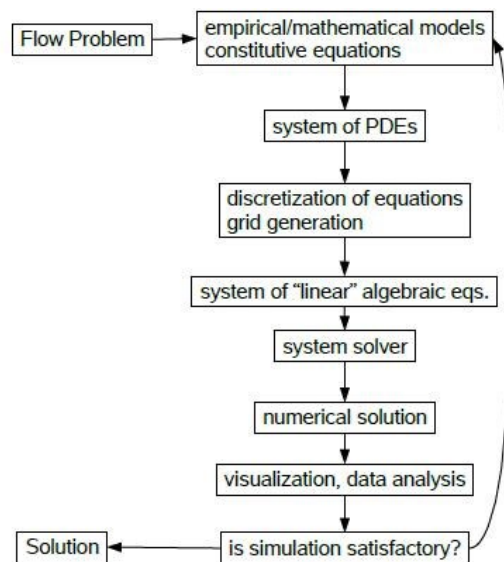 Flow Problem
empirical/mathematical models
constitutive equations
system of PDEs
discretization of equations
grid generation
system of “linear” algebraic eqs.
system solver
numerical solution
visualization, data analysis
Solution
is simulation satisfactory?